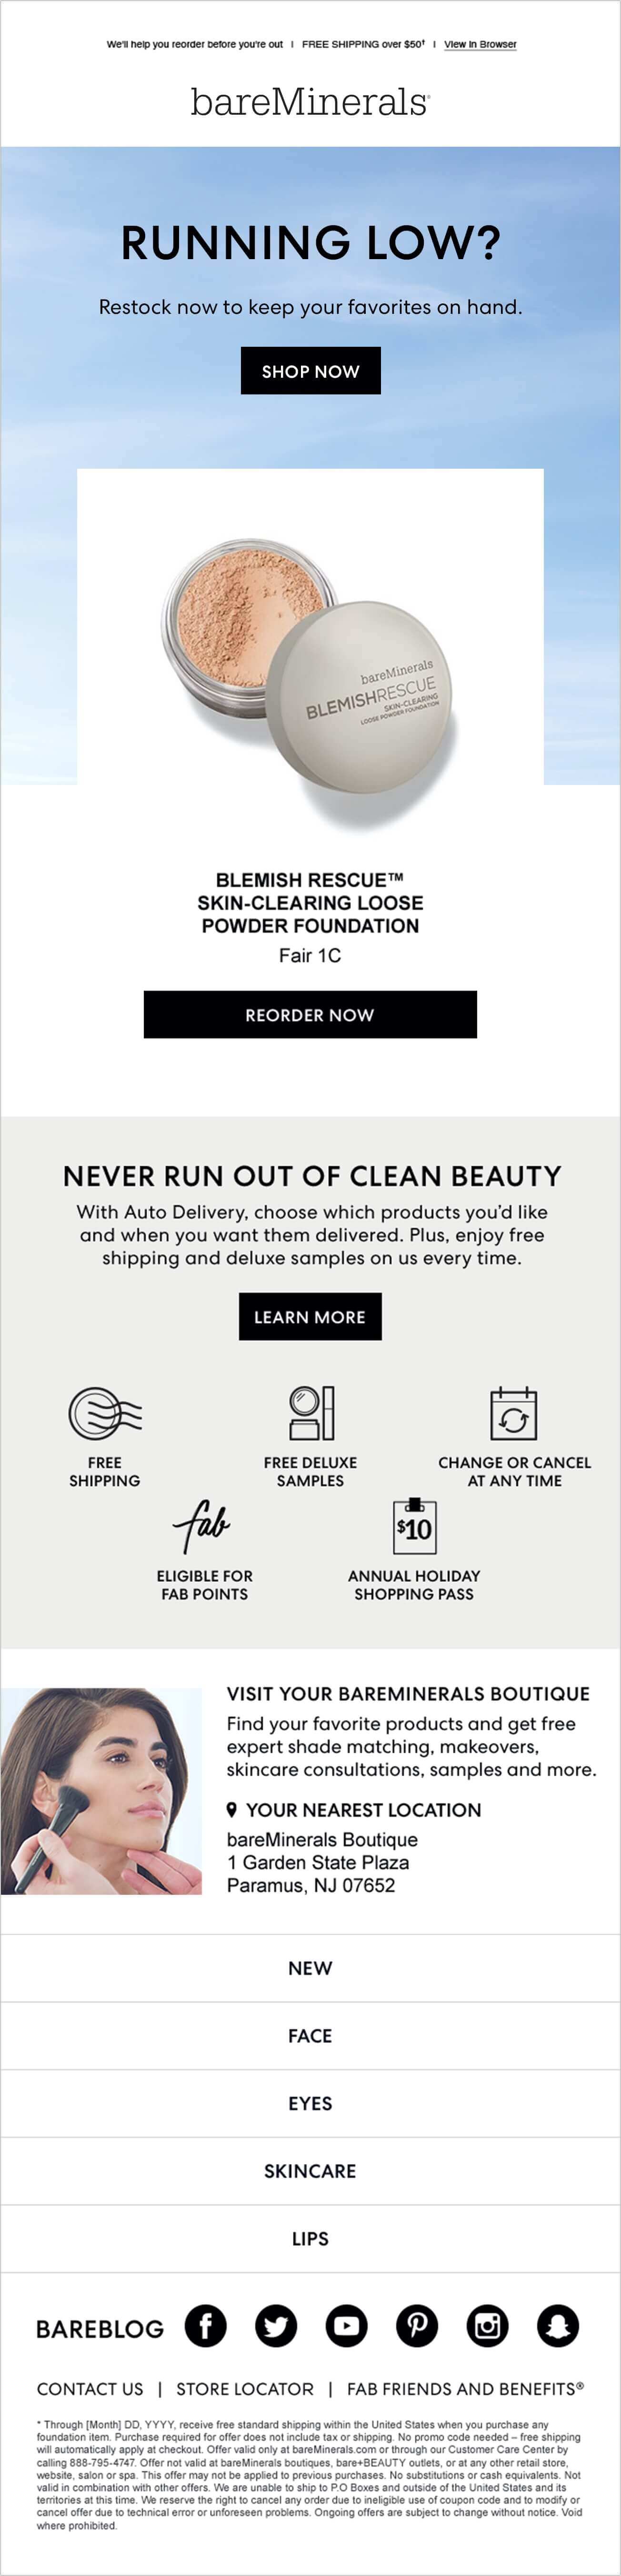 We'll help you reorder before you're out | FREE SHIPPING over $50† | View In Browser
bareMinerals®
RUNNING LOW?
Restock now to keep your favorites on hand.
SHOP NOW
bareMinerals
BLEMISHRESCUE
SKIN-CLEARING
LOOSE POWDER FOUNDATION
BLEMISH RESCUE™
SKIN-CLEARING LOOSE
POWDER FOUNDATION
Fair 1C
REORDER NOW
NEVER RUN OUT OF CLEAN BEAUTY
With Auto Delivery, choose which products you'd like
and when you want them delivered. Plus, enjoy free
shipping and deluxe samples on us every time.
LEARN MORE
FREE
SHIPPING
FREE DELUXE
SAMPLES
CHANGE OR CANCEL
AT ANY TIME
fab
ELIGIBLE FOR
FAB POINTS
$10
ANNUAL HOLIDAY
SHOPPING PASS
VISIT YOUR BAREMINERALS BOUTIQUE
Find your favorite products and get free
expert shade matching, makeovers,
skincare consultations, samples and more.
YOUR NEAREST LOCATION
bareMinerals Boutique
1 Garden State Plaza
Paramus, NJ 07652
NEW
FACE
EYES
SKINCARE
LIPS
BAREBLOG
CONTACT US | STORE LOCATOR | FAB FRIENDS AND BENEFITS®
* Through [Month] DD, YYYY, receive free standard shipping within the United States when you purchase any
foundation item. Purchase required for offer does not include tax or shipping. No promo code needed – free shipping
will automatically apply at checkout. Offer valid only at bareMinerals.com or through our Customer Care Center by
calling 888-795-4747. Offer not valid at bareMinerals boutiques, bare+BEAUTY outlets, or at any other retail store,
website, salon or spa. This offer may not be applied to previous purchases. No substitutions or cash equivalents. Not
valid in combination with other offers. We are unable to ship to P.O Boxes and outside of the United States and its
territories at this time. We reserve the right to cancel any order due to ineligible use of coupon code and to modify or
cancel offer due to technical error or unforeseen problems. Ongoing offers are subject to change without notice. Void
where prohibited.